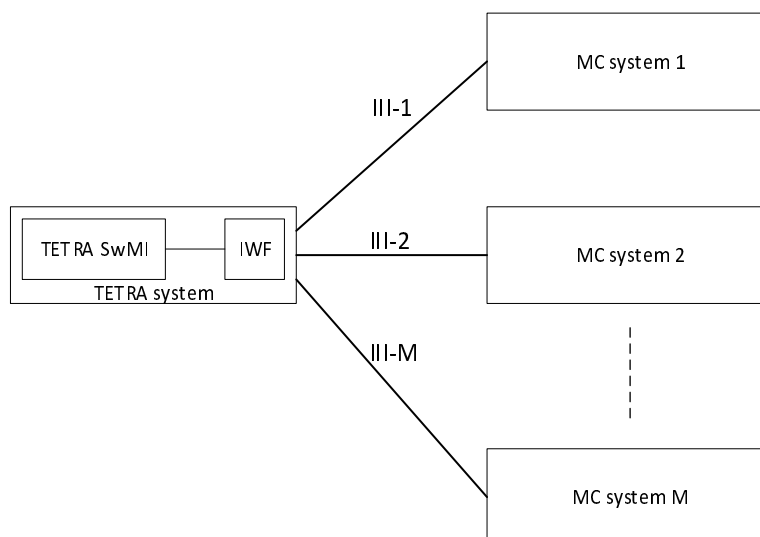 MC system 1
III-1
TETRA SwMI
IWF
III-2
MC system 2
TETRA system
III-M
MC system M